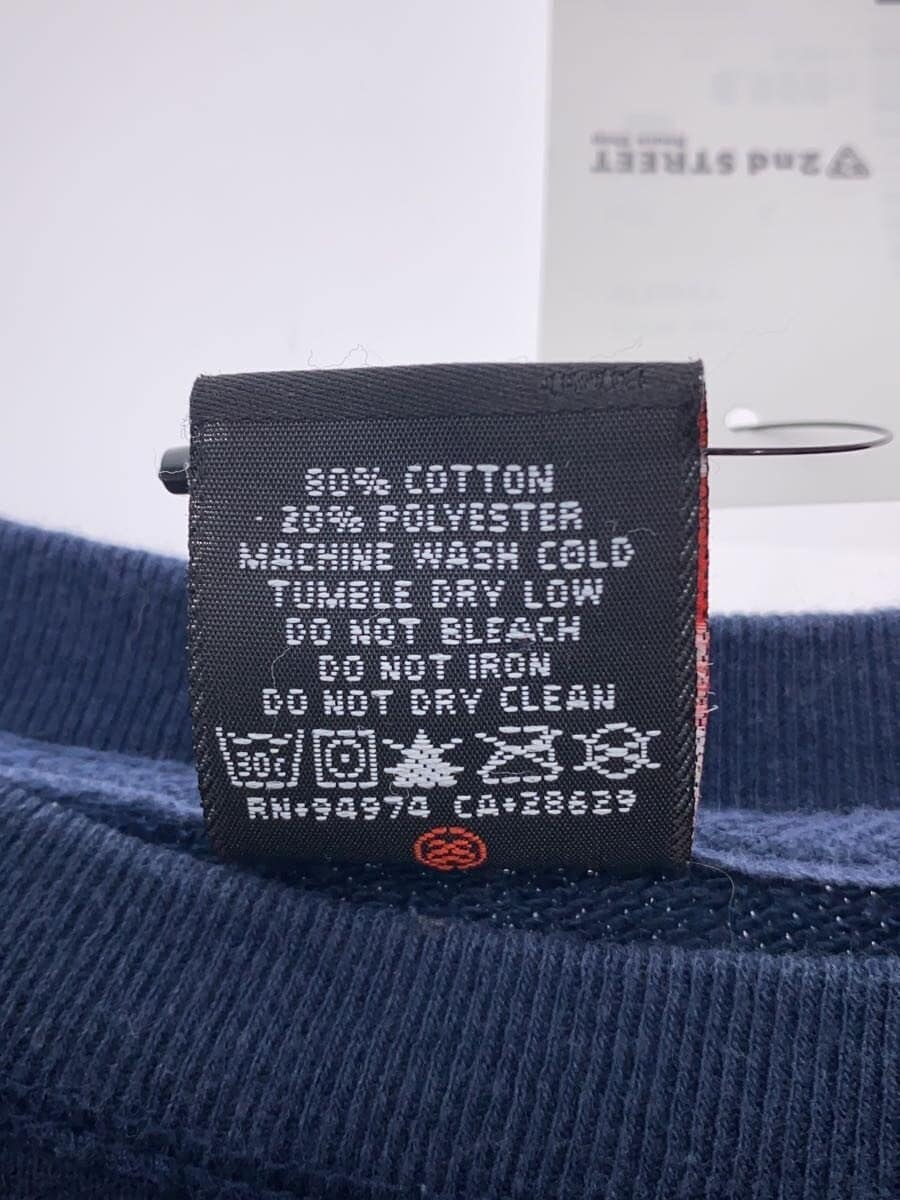 2nd STREET
80% COTTON
20% POLYESTER
MACHINE WASH COLD
TUMBLE DRY LOW
DO NOT BLEACH
DO NOT IRON
DO NOT DRY CLEAN
30c
RN+94974 CA+28629